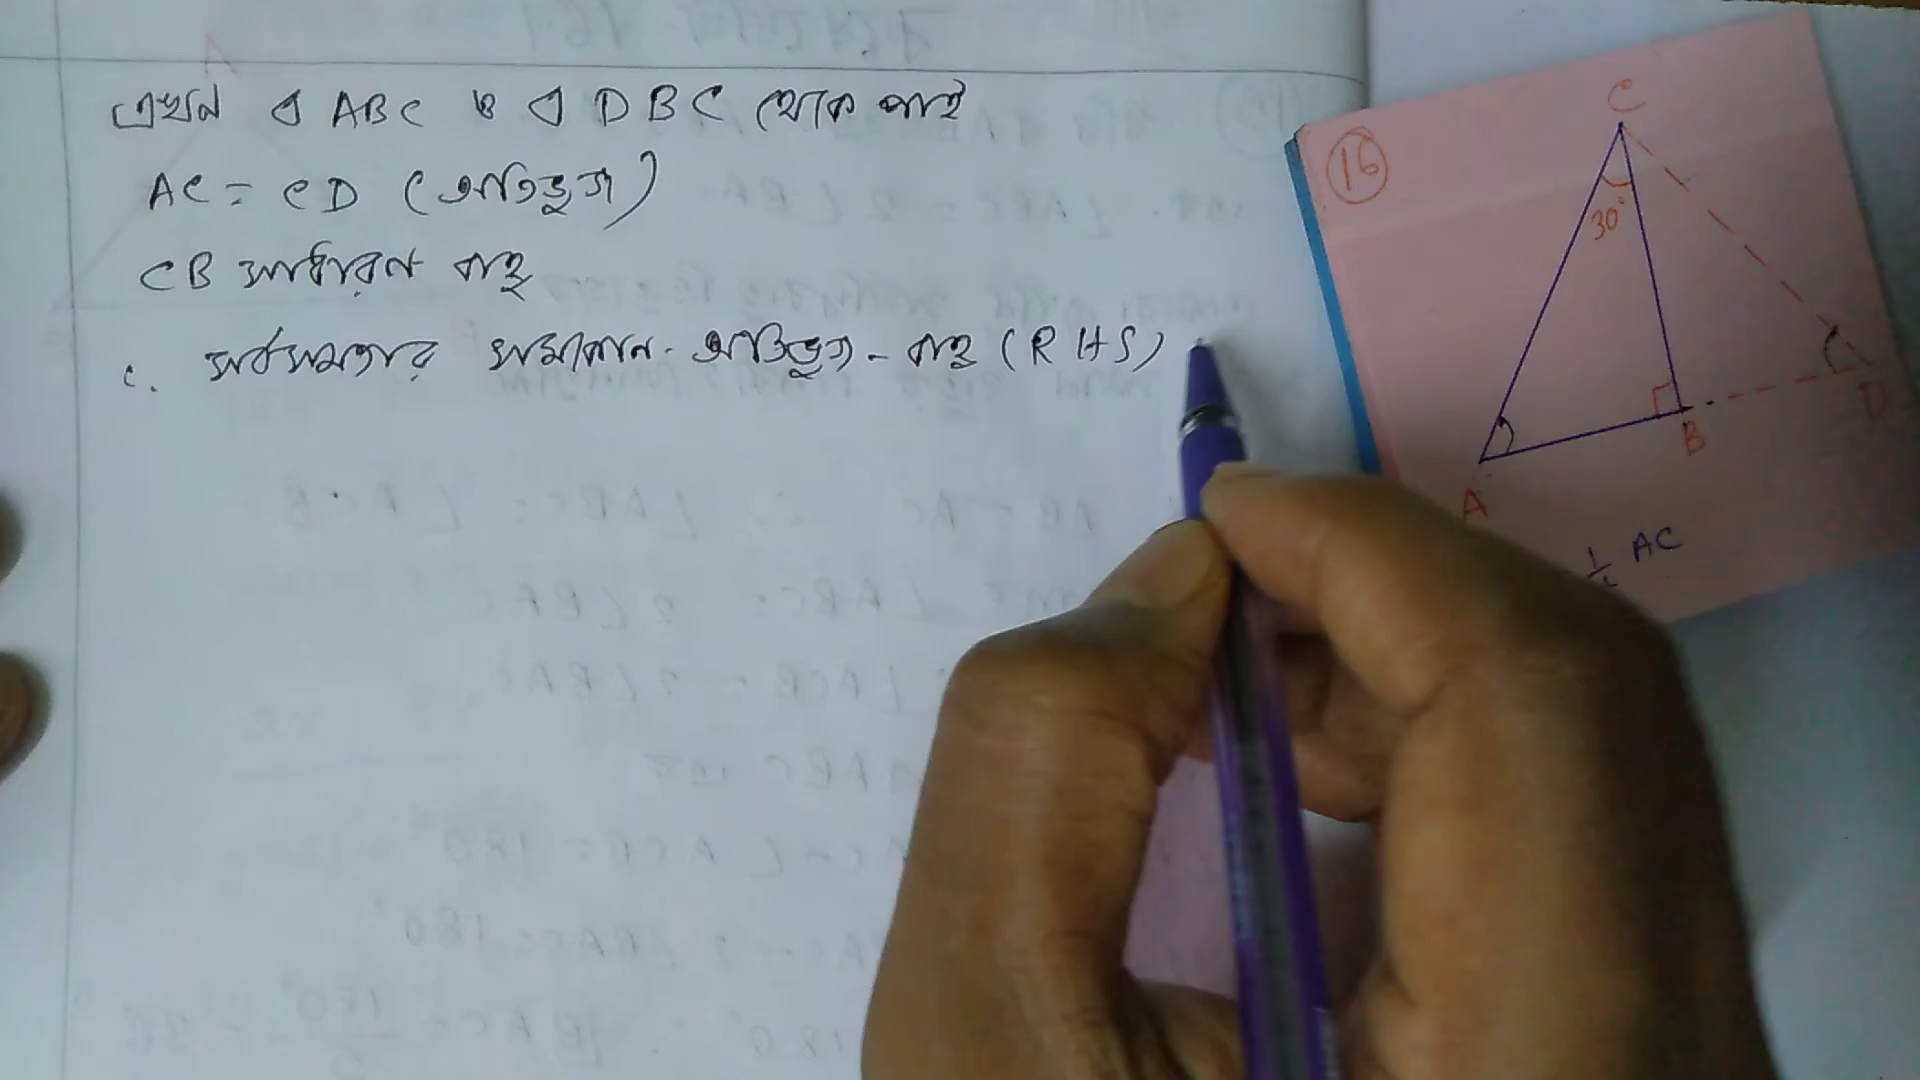 এখন Δ ABC ও Δ DBC থেকে পাই
AC = CD (অতিভুজ)
CB সাধারণ বাহু
∴ সর্বসমতার সমকোণ - অতিভুজ - বাহু (RHS)
16
C
30°
A
B
D
1/2 AC